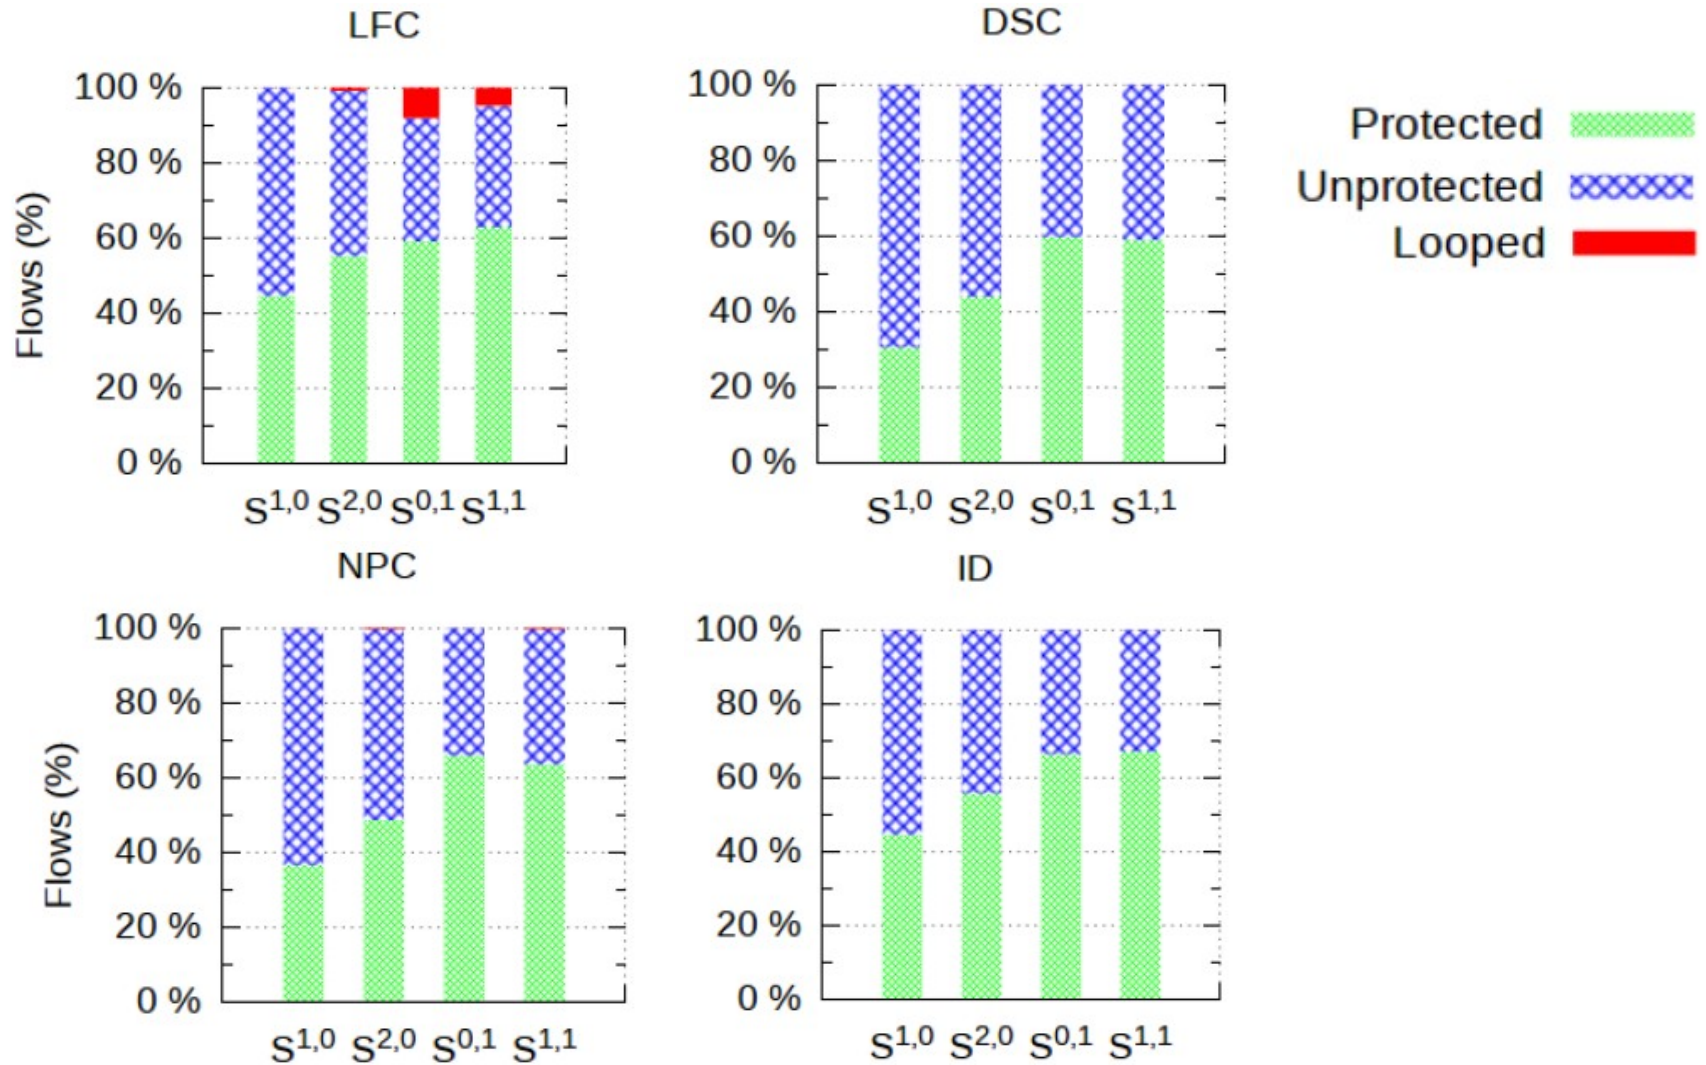 LFC
100 %
80 %
60 %
40 %
20 %
0 %
Flows (%)
S1,0 S2,0 S0,1 S1,1
DSC
100 %
80 %
60 %
40 %
20 %
0 %
S1,0 S2,0 S0,1 S1,1
Protected
Unprotected
Looped
NPC
100 %
80 %
60 %
40 %
20 %
0 %
Flows (%)
S1,0 S2,0 S0,1 S1,1
ID
100 %
80 %
60 %
40 %
20 %
0 %
S1,0 S2,0 S0,1 S1,1